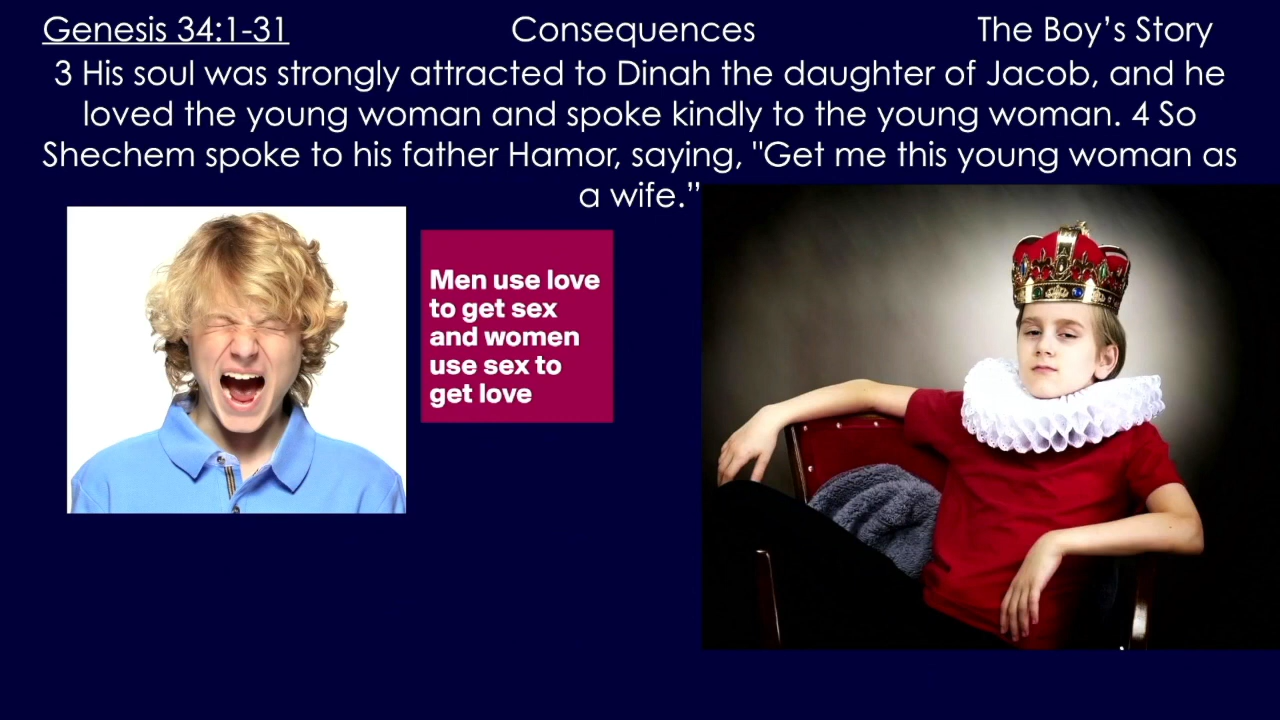 Genesis 34:1-31 Consequences The Boy’s Story
3 His soul was strongly attracted to Dinah the daughter of Jacob, and he
loved the young woman and spoke kindly to the young woman. 4 So
Shechem spoke to his father Hamor, saying, "Get me this young woman as
a wife.”
Men use love
to get sex
and women
use sex to
get love